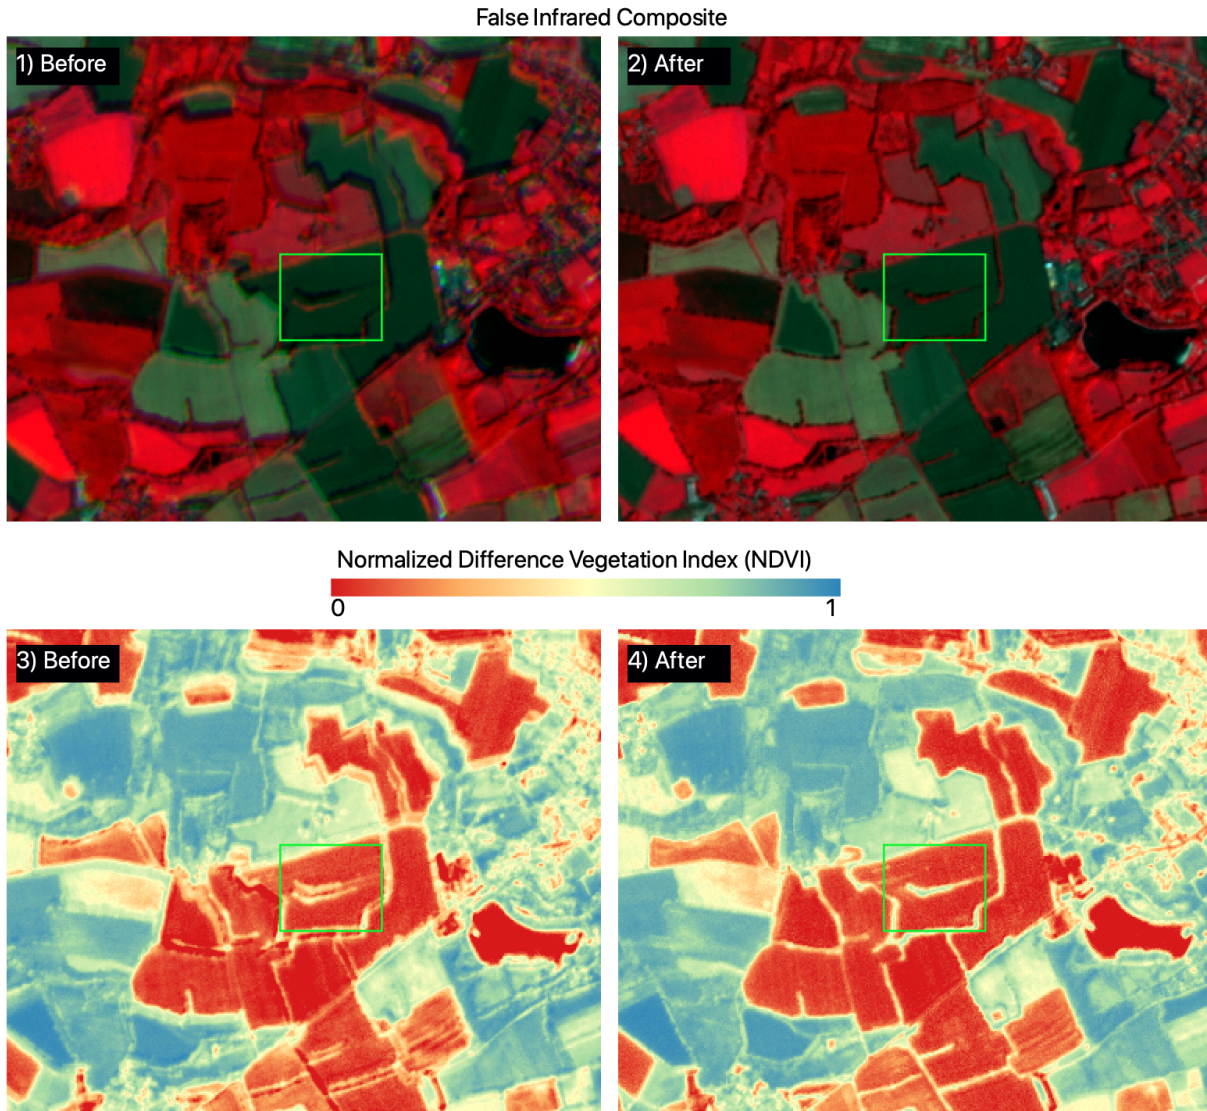 False Infrared Composite
1) Before
2) After
Normalized Difference Vegetation Index (NDVI)
0
1
3) Before
4) After